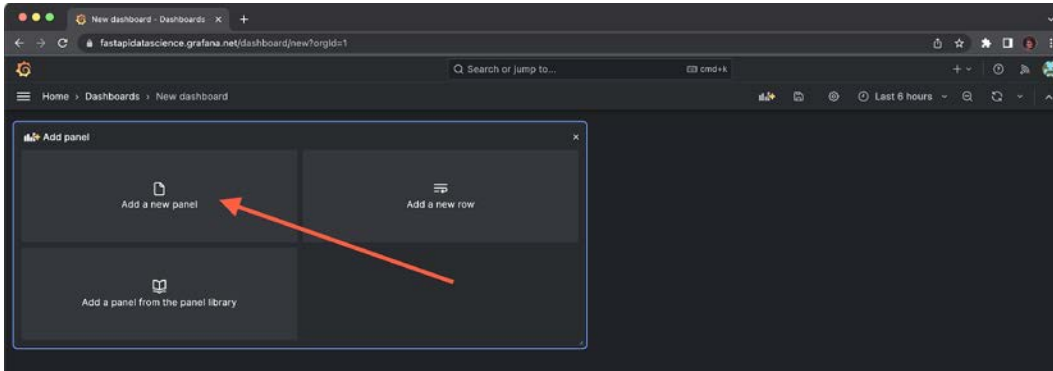 New dashboard - Dashboards
fastapidatascience.grafana.net/dashboard/new?orgId=1
Search or jump to... cmd+k
Home › Dashboards › New dashboard Last 6 hours
Add panel
Add a new panel Add a new row
Add a panel from the panel library